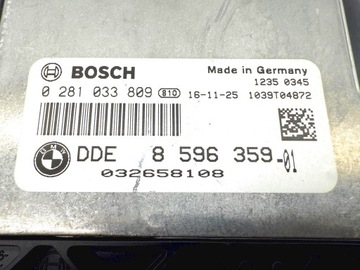 BOSCH
Made in Germany
1235 0345
0 281 033 809 810 16-11-25 1039T04872
BMW
DDE 8 596 359-01
032658108